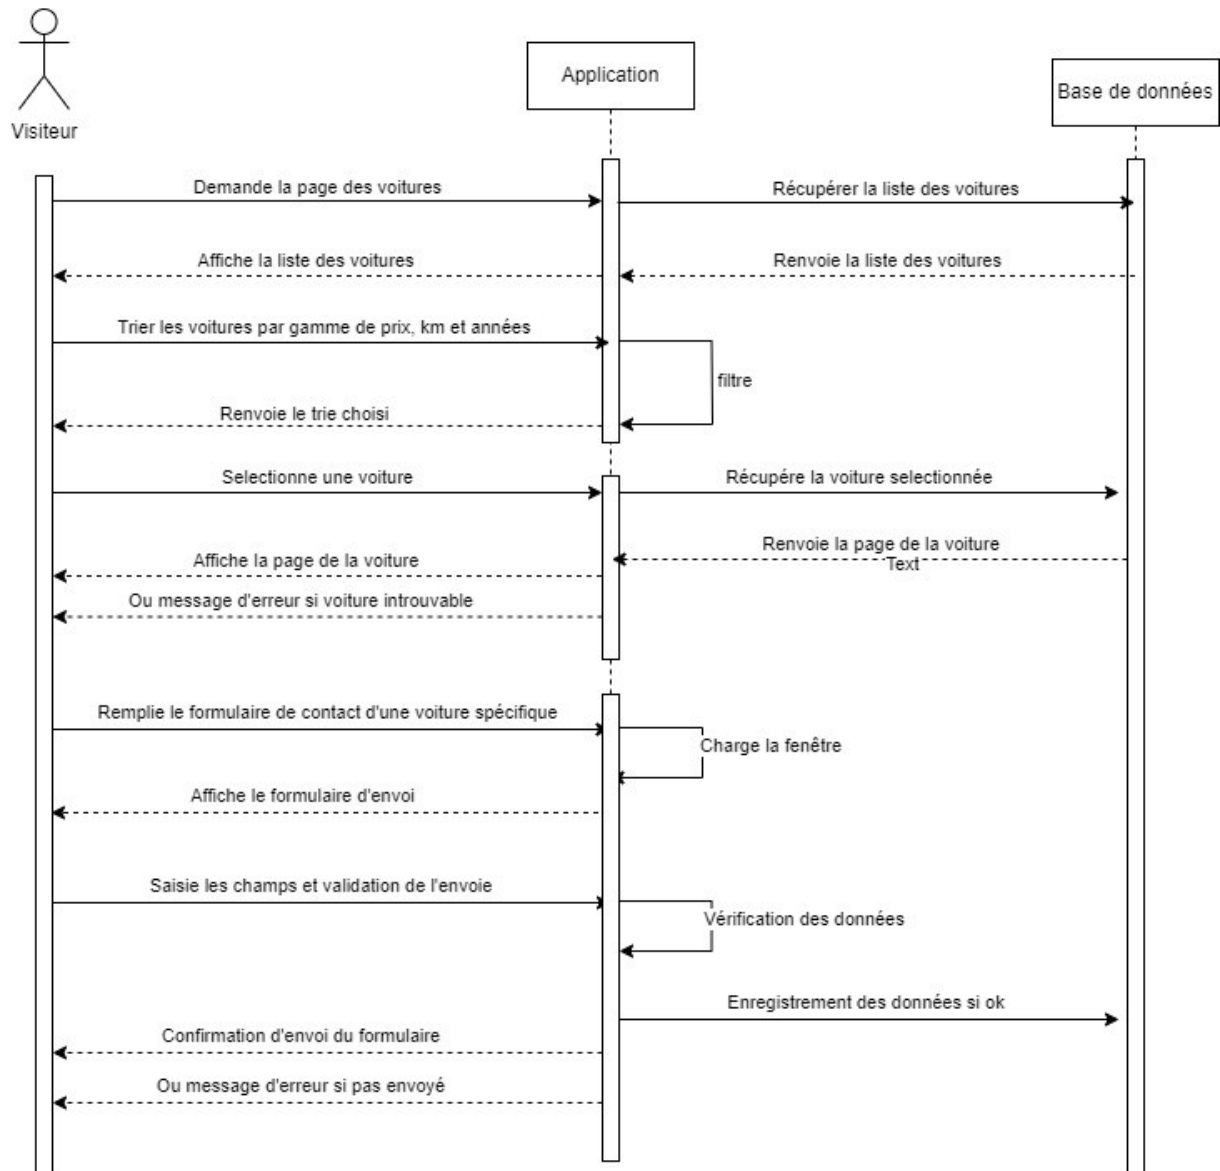 Application
Base de données
Visiteur
Demande la page des voitures
Récupérer la liste des voitures
Affiche la liste des voitures
Renvoie la liste des voitures
Trier les voitures par gamme de prix, km et années
filtre
Renvoie le trie choisi
Selectionne une voiture
Récupére la voiture selectionnée
Renvoie la page de la voiture
Text
Affiche la page de la voiture
Ou message d'erreur si voiture introuvable
Remplie le formulaire de contact d'une voiture spécifique
Charge la fenêtre
Affiche le formulaire d'envoi
Saisie les champs et validation de l'envoie
Vérification des données
Enregistrement des données si ok
Confirmation d'envoi du formulaire
Ou message d'erreur si pas envoyé